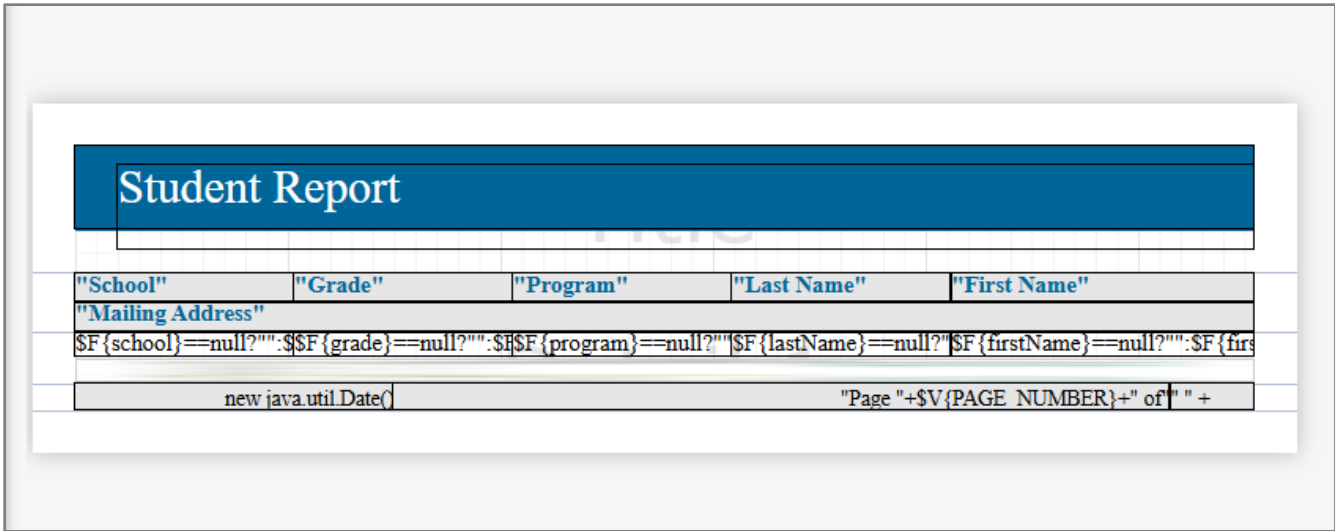 Student Report
Title
"School" "Grade" "Program" "Last Name" "First Name"
"Mailing Address"
$F{school}==null?"":$ $F{grade}==null?"":$F $F{program}==null?"" $F{lastName}==null?" $F{firstName}==null?"":$F{firs
new java.util.Date() "Page "+$V{PAGE_NUMBER}+" of" " " +